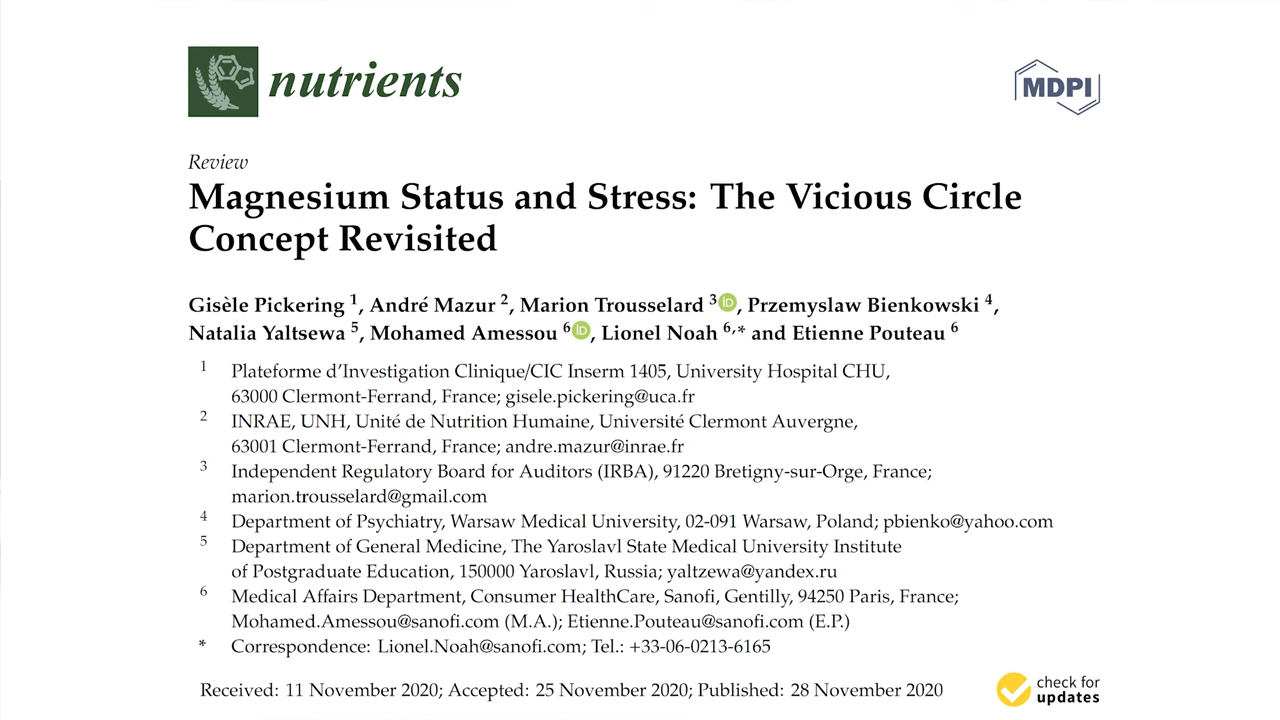 nutrients
MDPI
Review
Magnesium Status and Stress: The Vicious Circle
Concept Revisited
Gisèle Pickering 1, André Mazur 2, Marion Trousselard 3 iD, Przemyslaw Bienkowski 4,
Natalia Yaltsewa 5, Mohamed Amessou 6 iD, Lionel Noah 6,* and Etienne Pouteau 6
1 Plateforme d'Investigation Clinique/CIC Inserm 1405, University Hospital CHU,
63000 Clermont-Ferrand, France; gisele.pickering@uca.fr
2 INRAE, UNH, Unité de Nutrition Humaine, Université Clermont Auvergne,
63001 Clermont-Ferrand, France; andre.mazur@inrae.fr
3 Independent Regulatory Board for Auditors (IRBA), 91220 Bretigny-sur-Orge, France;
marion.trousselard@gmail.com
4 Department of Psychiatry, Warsaw Medical University, 02-091 Warsaw, Poland; pbienko@yahoo.com
5 Department of General Medicine, The Yaroslavl State Medical University Institute
of Postgraduate Education, 150000 Yaroslavl, Russia; yaltzewa@yandex.ru
6 Medical Affairs Department, Consumer HealthCare, Sanofi, Gentilly, 94250 Paris, France;
Mohamed.Amessou@sanofi.com (M.A.); Etienne.Pouteau@sanofi.com (E.P.)
* Correspondence: Lionel.Noah@sanofi.com; Tel.: +33-06-0213-6165
Received: 11 November 2020; Accepted: 25 November 2020; Published: 28 November 2020
check for
updates